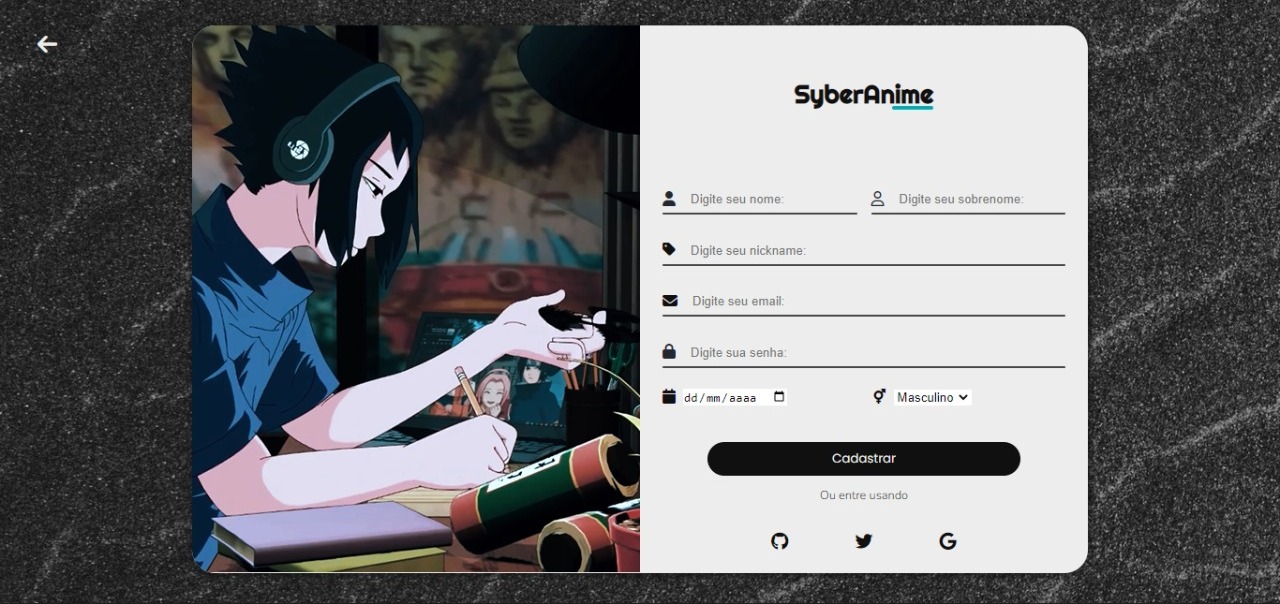 SyberAnime
Digite seu nome: Digite seu sobrenome:
Digite seu nickname:
Digite seu email:
Digite sua senha:
dd/mm/aaaa Masculino
Cadastrar
Ou entre usando